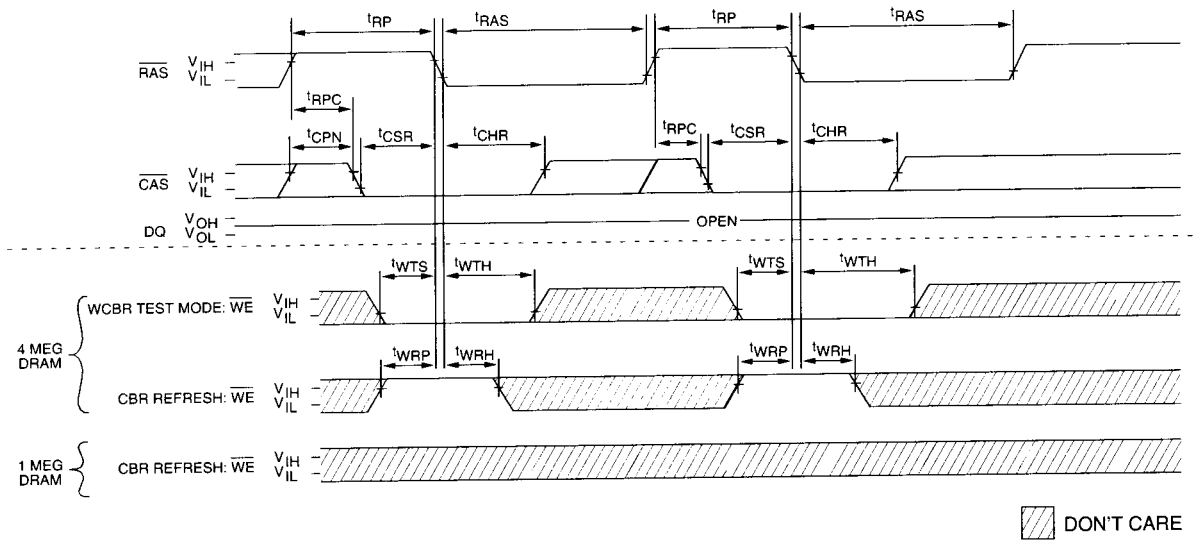 tRP tRAS tRP tRAS
RAS VIH
VIL
tRPC
tCPN tCSR tCHR tRPC tCSR tCHR
CAS VIH
VIL
DQ VOH
VOL
OPEN
tWTS tWTH tWTS tWTH
4 MEG
DRAM
WCBR TEST MODE: WE VIH
VIL
tWRP tWRH tWRP tWRH
CBR REFRESH: WE VIH
VIL
1 MEG
DRAM
CBR REFRESH: WE VIH
VIL
DON'T CARE